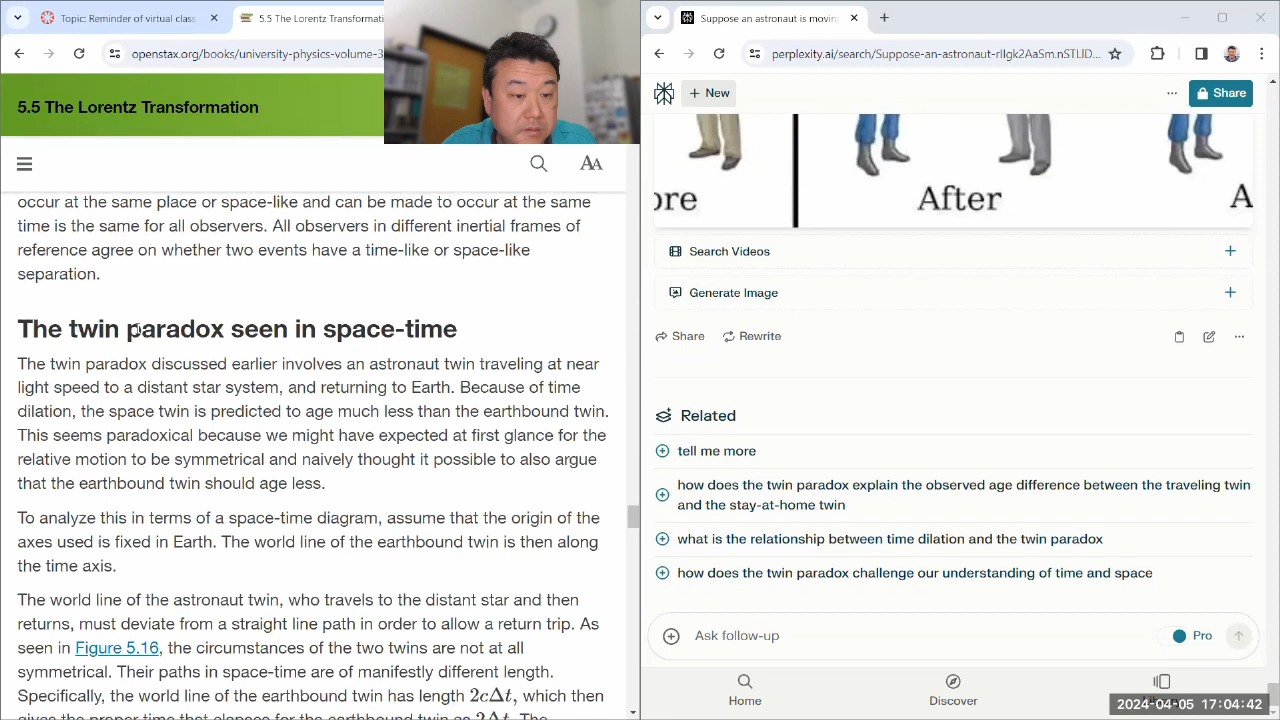 Topic: Reminder of virtual class
5.5 The Lorentz Transformation
openstax.org/books/university-physics-volume-3
5.5 The Lorentz Transformation
AA
occur at the same place or space-like and can be made to occur at the same
time is the same for all observers. All observers in different inertial frames of
reference agree on whether two events have a time-like or space-like
separation.
The twin paradox seen in space-time
The twin paradox discussed earlier involves an astronaut twin traveling at near
light speed to a distant star system, and returning to Earth. Because of time
dilation, the space twin is predicted to age much less than the earthbound twin.
This seems paradoxical because we might have expected at first glance for the
relative motion to be symmetrical and naively thought it possible to also argue
that the earthbound twin should age less.
To analyze this in terms of a space-time diagram, assume that the origin of the
axes used is fixed in Earth. The world line of the earthbound twin is then along
the time axis.
The world line of the astronaut twin, who travels to the distant star and then
returns, must deviate from a straight line path in order to allow a return trip. As
seen in Figure 5.16, the circumstances of the two twins are not at all
symmetrical. Their paths in space-time are of manifestly different length.
Specifically, the world line of the earthbound twin has length 2cΔt, which then
gives the proper time that elapses for the earthbound twin as 2Δt. The
Suppose an astronaut is movin
perplexity.ai/search/Suppose-an-astronaut-rIlgk2AaSm.nSTLID...
New
Share
ore
After
A
Search Videos
Generate Image
Share
Rewrite
Related
tell me more
how does the twin paradox explain the observed age difference between the traveling twin
and the stay-at-home twin
what is the relationship between time dilation and the twin paradox
how does the twin paradox challenge our understanding of time and space
Ask follow-up
Pro
Home
Discover
2024-04-05 17:04:42